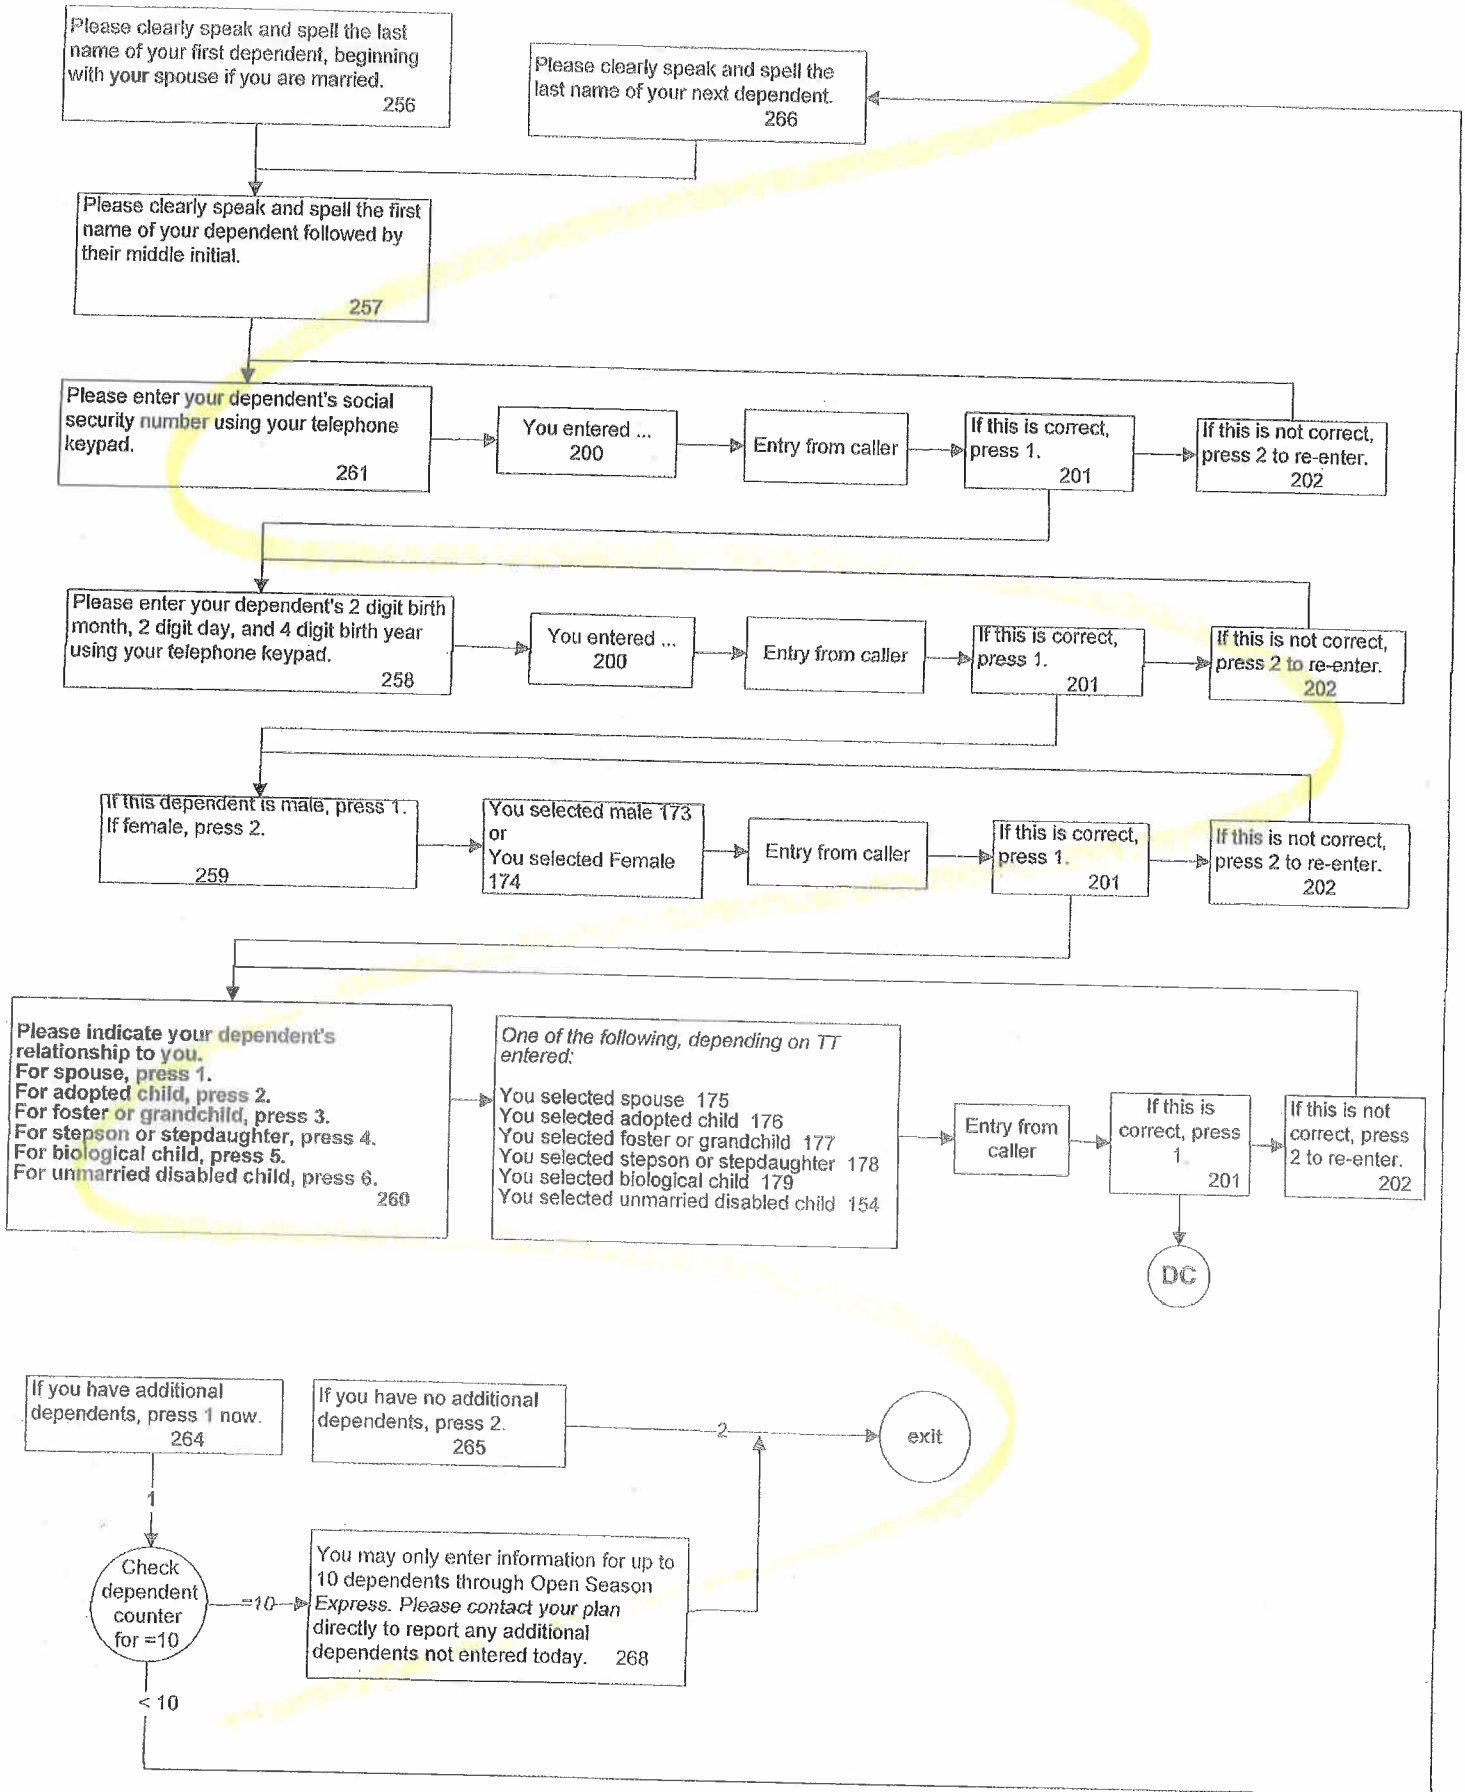 Please clearly speak and spell the last
name of your first dependent, beginning
with your spouse if you are married.
256
Please clearly speak and spell the
last name of your next dependent.
266
Please clearly speak and spell the first
name of your dependent followed by
their middle initial.
257
Please enter your dependent's social
security number using your telephone
keypad.
261
You entered ...
200
Entry from caller
If this is correct,
press 1.
201
If this is not correct,
press 2 to re-enter.
202
Please enter your dependent's 2 digit birth
month, 2 digit day, and 4 digit birth year
using your telephone keypad.
258
You entered ...
200
Entry from caller
If this is correct,
press 1.
201
If this is not correct,
press 2 to re-enter.
202
If this dependent is male, press 1.
If female, press 2.
259
You selected male 173
or
You selected Female
174
Entry from caller
If this is correct,
press 1.
201
If this is not correct,
press 2 to re-enter.
202
Please indicate your dependent's
relationship to you.
For spouse, press 1.
For adopted child, press 2.
For foster or grandchild, press 3.
For stepson or stepdaughter, press 4.
For biological child, press 5.
For unmarried disabled child, press 6.
260
One of the following, depending on TT
entered:
You selected spouse 175
You selected adopted child 176
You selected foster or grandchild 177
You selected stepson or stepdaughter 178
You selected biological child 179
You selected unmarried disabled child 154
Entry from
caller
If this is
correct, press
1.
201
If this is not
correct, press
2 to re-enter.
202
DC
If you have additional
dependents, press 1 now.
264
If you have no additional
dependents, press 2.
265
2
exit
1
Check
dependent
counter
for =10
=10
You may only enter information for up to
10 dependents through Open Season
Express. Please contact your plan
directly to report any additional
dependents not entered today. 268
< 10